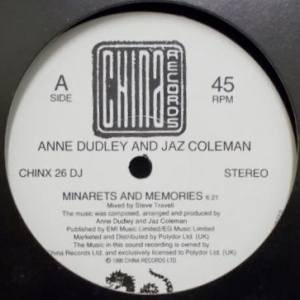 CHINA
RECORDS
A
SIDE
45
RPM
ANNE DUDLEY AND JAZ COLEMAN
CHINX 26 DJ
STEREO
MINARETS AND MEMORIES 6.21
Mixed by Steve Travell
The music was composed, arranged and produced by
Anne Dudley and Jaz Coleman
Published by EMI Music Limited/EG Music Limited
Marketed and Distributed by Polydor Ltd. (UK)
The Music in this sound recording is owned by
China Records Ltd. and exclusively licensed to Polydor Ltd. (UK)
© 1990 CHINA RECORDS LTD